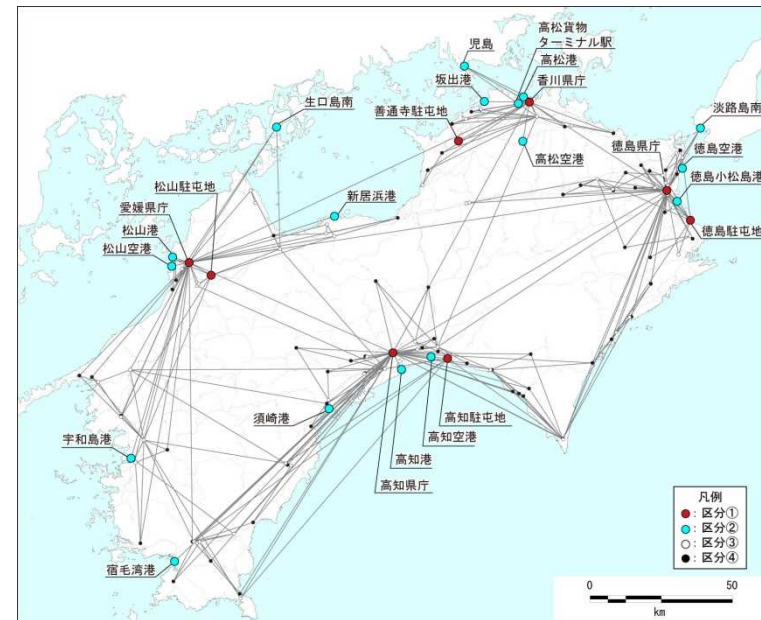 高松貨物
ターミナル駅
児島
高松港
坂出港
香川県庁
生口島南
善通寺駐屯地
淡路島南
徳島県庁
徳島空港
高松空港
松山駐屯地
徳島小松島港
新居浜港
愛媛県庁
松山港
徳島駐屯地
松山空港
須崎港
高知駐屯地
宇和島港
高知空港
高知港
高知県庁
凡例
:区分①
:区分②
:区分③
:区分④
宿毛湾港
0 50
km